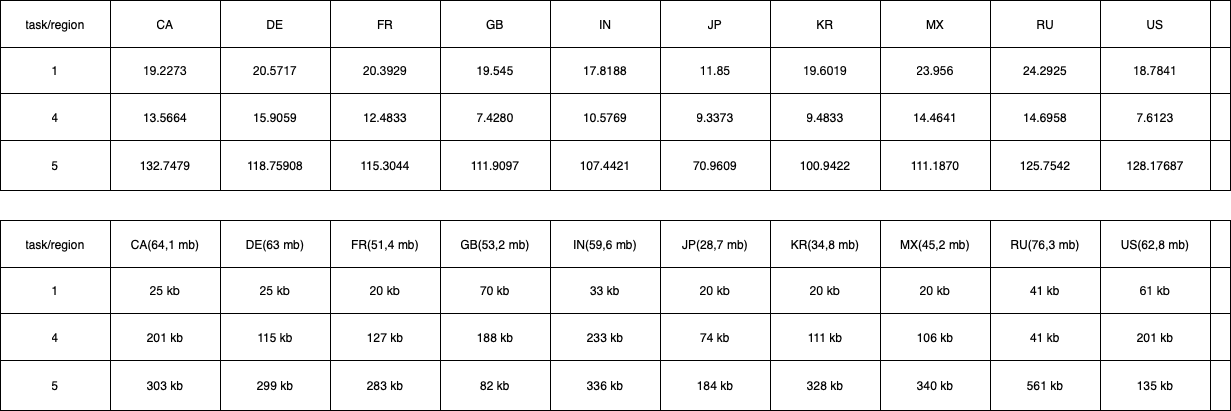 task/region CA DE FR GB IN JP KR MX RU US
1 19.2273 20.5717 20.3929 19.545 17.8188 11.85 19.6019 23.956 24.2925 18.7841
4 13.5664 15.9059 12.4833 7.4280 10.5769 9.3373 9.4833 14.4641 14.6958 7.6123
5 132.7479 118.75908 115.3044 111.9097 107.4421 70.9609 100.9422 111.1870 125.7542 128.17687
task/region CA(64,1 mb) DE(63 mb) FR(51,4 mb) GB(53,2 mb) IN(59,6 mb) JP(28,7 mb) KR(34,8 mb) MX(45,2 mb) RU(76,3 mb) US(62,8 mb)
1 25 kb 25 kb 20 kb 70 kb 33 kb 20 kb 20 kb 20 kb 41 kb 61 kb
4 201 kb 115 kb 127 kb 188 kb 233 kb 74 kb 111 kb 106 kb 41 kb 201 kb
5 303 kb 299 kb 283 kb 82 kb 336 kb 184 kb 328 kb 340 kb 561 kb 135 kb